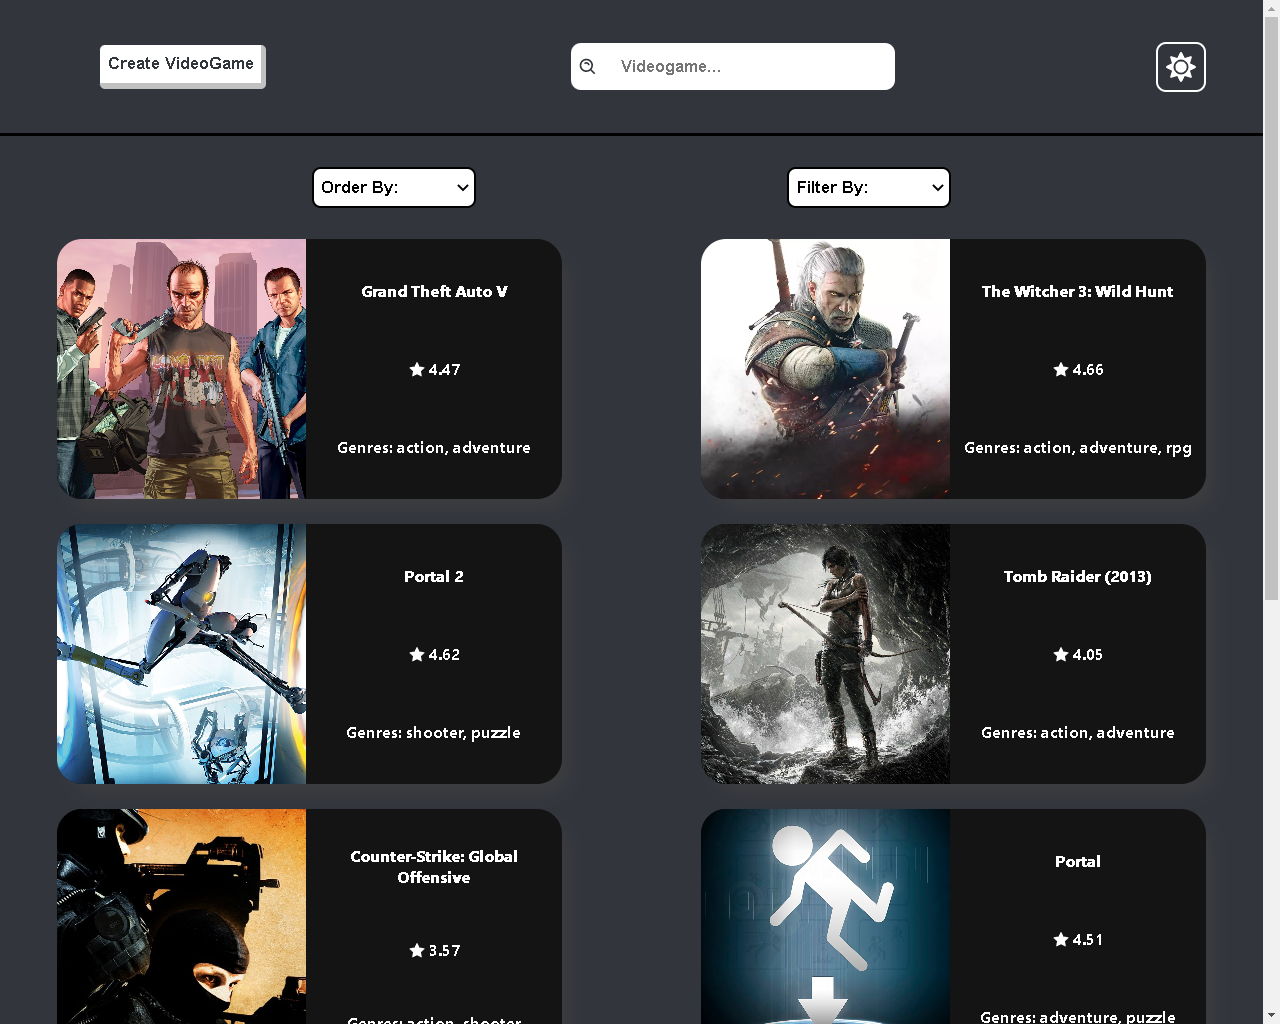 Create VideoGame
Videogame...
Order By:
Filter By:
Grand Theft Auto V
4.47
Genres: action, adventure
The Witcher 3: Wild Hunt
4.66
Genres: action, adventure, rpg
Portal 2
4.62
Genres: shooter, puzzle
Tomb Raider (2013)
4.05
Genres: action, adventure
Counter-Strike: Global
Offensive
3.57
Genres: action, shooter
Portal
4.51
Genres: adventure, puzzle